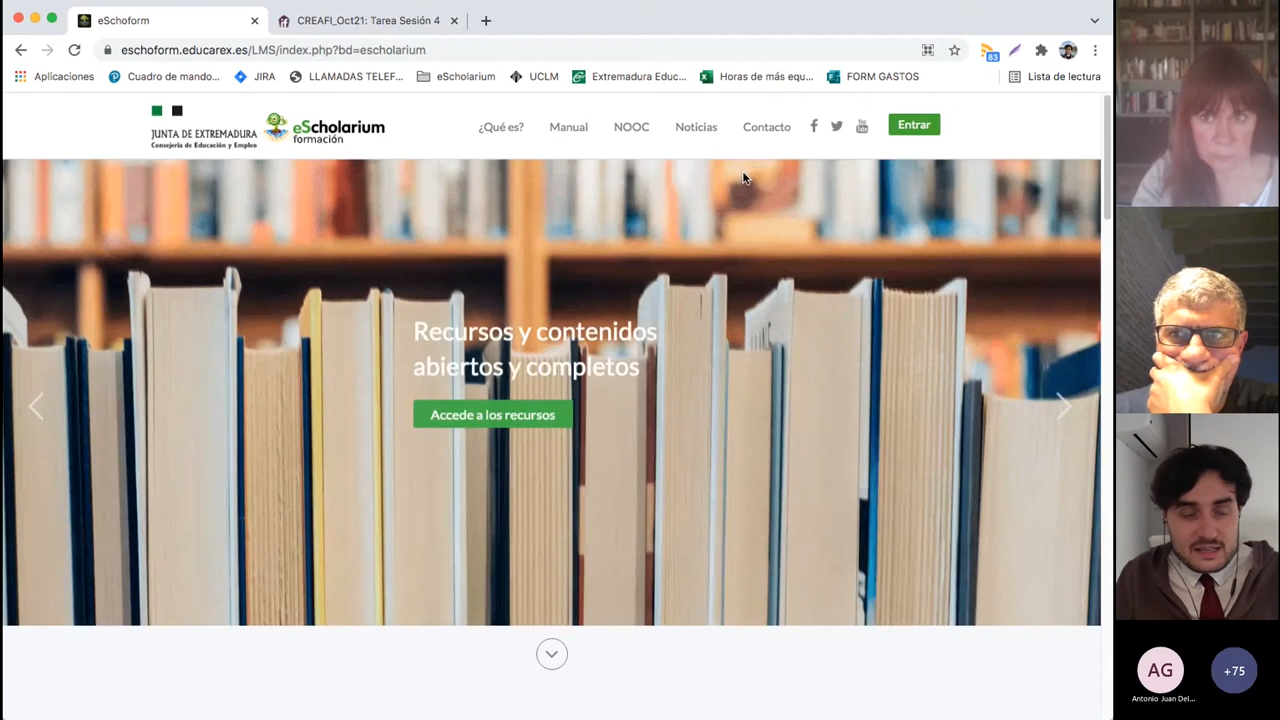 eSchoform
CREAFI_Oct21: Tarea Sesión 4
eschoform.educarex.es/LMS/index.php?bd=escholarium
83
Aplicaciones
Cuadro de mando...
JIRA
LLAMADAS TELEF...
eScholarium
UCLM
Extremadura Educ...
Horas de más equ...
FORM GASTOS
Lista de lectura
JUNTA DE EXTREMADURA
Consejería de Educación y Empleo
eScholarium
formación
¿Qué es?
Manual
NOOC
Noticias
Contacto
Entrar
Recursos y contenidos
abiertos y completos
Accede a los recursos
AG
+75
Antonio Juan Del...